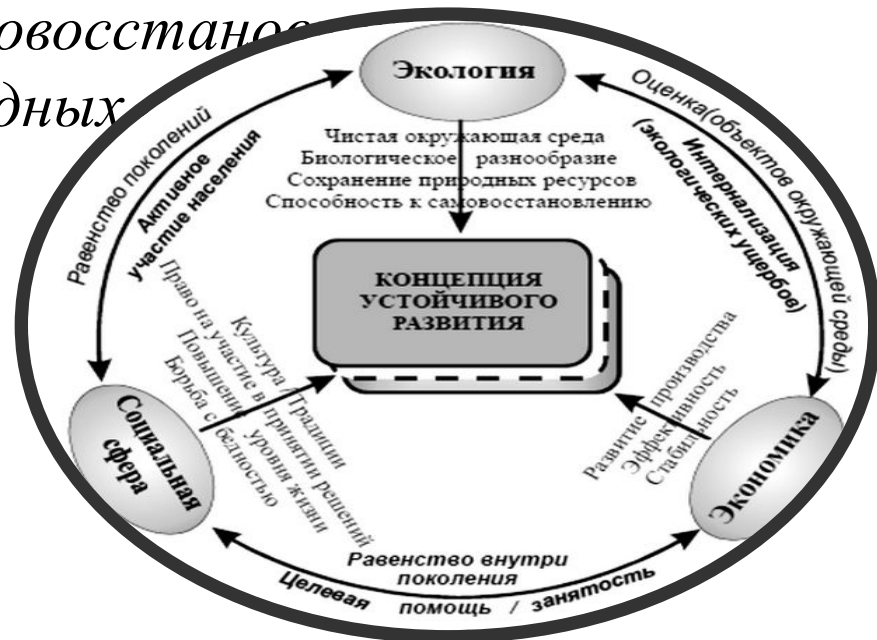 овосстанов
дных
Экология
Чистая окружающая среда
Биологическое разнообразие
Сохранение природных ресурсов
Способность к самовосстановлению
Равенство поколений
Активное
участие населения
Оценка(объектов окружающей среды)
Интернализация
(экологических ущербов)
КОНЦЕПЦИЯ
УСТОЙЧИВОГО
РАЗВИТИЯ
Культура / Традиции
Право на участие в принятии решений
Повышение уровня жизни
Борьба с бедностью
Развитие производства
Эффективность
Стабильность
Социальная
сфера
Экономика
Равенство внутри
поколения
Целевая помощь / занятость